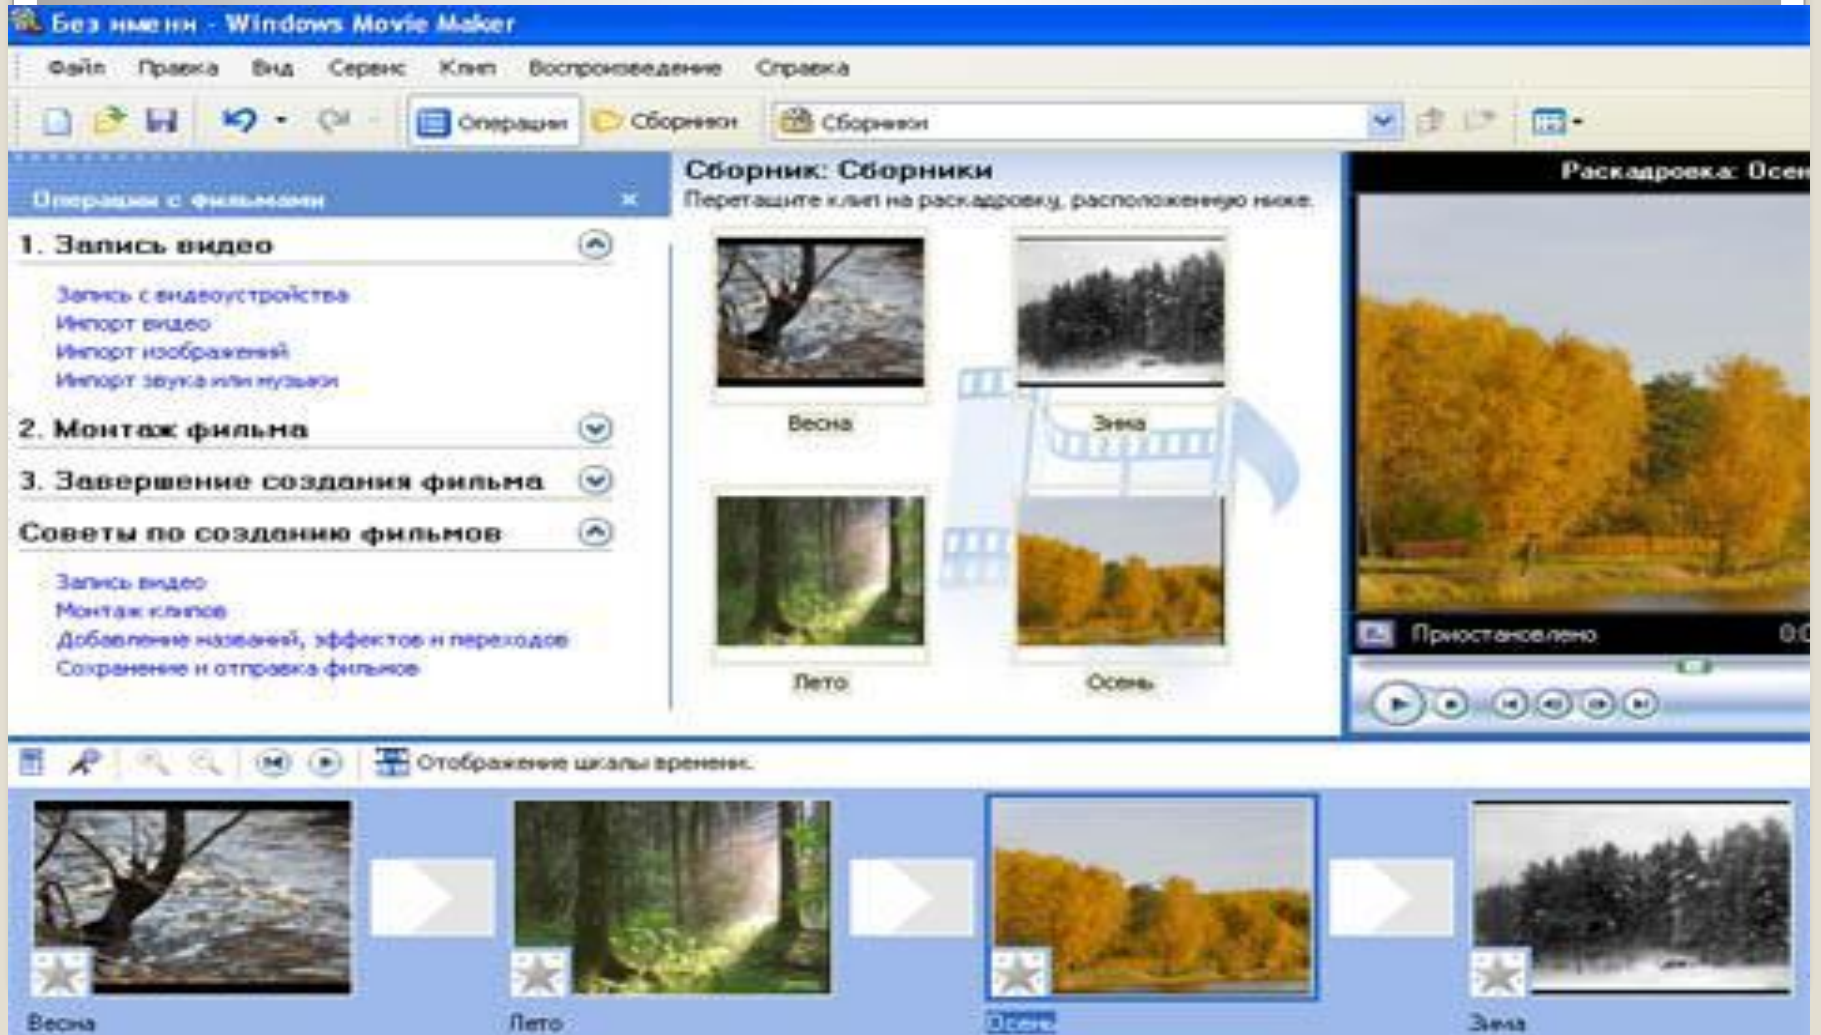 Без имени - Windows Movie Maker
Файл Правка Вид Сервис Клип Воспроизведение Справка
Операции Сборники Сборники
Операции с фильмами
1. Запись видео
Запись с видеоустройства
Импорт видео
Импорт изображений
Импорт звука или музыки
2. Монтаж фильма
3. Завершение создания фильма
Советы по созданию фильмов
Запись видео
Монтаж клипов
Добавление названий, эффектов и переходов
Сохранение и отправка фильмов
Сборник: Сборники
Перетащите клип на раскадровку, расположенную ниже.
Весна
Зима
Лето
Осень
Раскадровка: Осен
Приостановлено
Отображение шкалы времени.
Весна
Лето
Осень
Зима